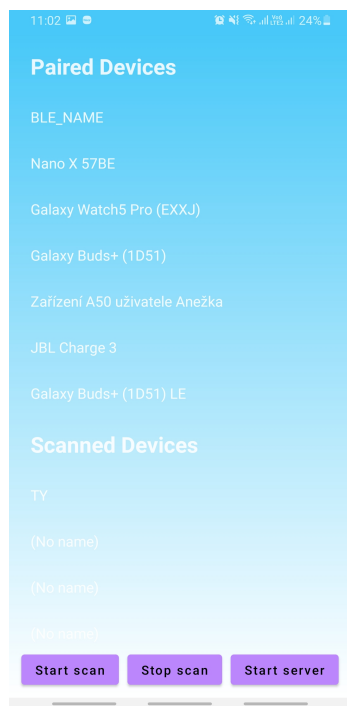 11:02 24%
Paired Devices
BLE_NAME
Nano X 57BE
Galaxy Watch5 Pro (EXXJ)
Galaxy Buds+ (1D51)
Zařízení A50 uživatele Anežka
JBL Charge 3
Galaxy Buds+ (1D51) LE
Scanned Devices
TY
(No name)
(No name)
(No name)
Start scan Stop scan Start server